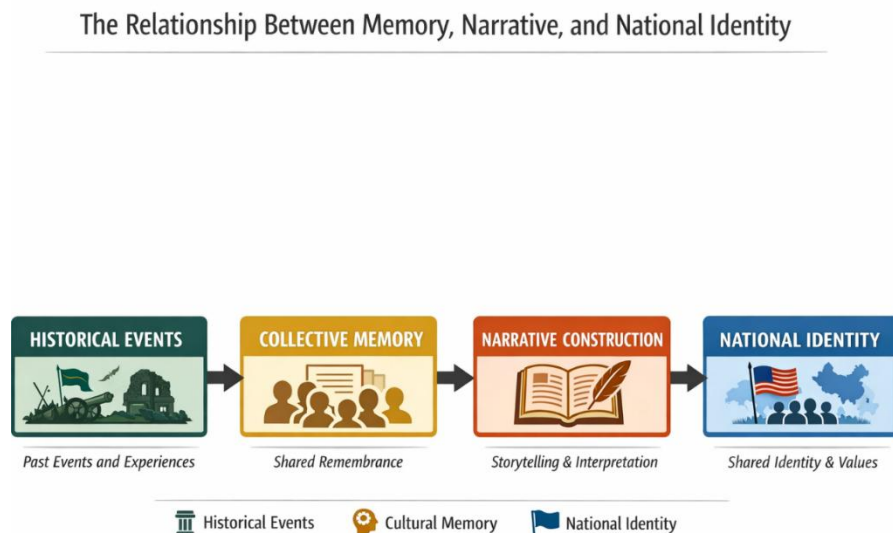 The Relationship Between Memory, Narrative, and National Identity
HISTORICAL EVENTS
COLLECTIVE MEMORY
NARRATIVE CONSTRUCTION
NATIONAL IDENTITY
Past Events and Experiences
Shared Remembrance
Storytelling & Interpretation
Shared Identity & Values
Historical Events
Cultural Memory
National Identity